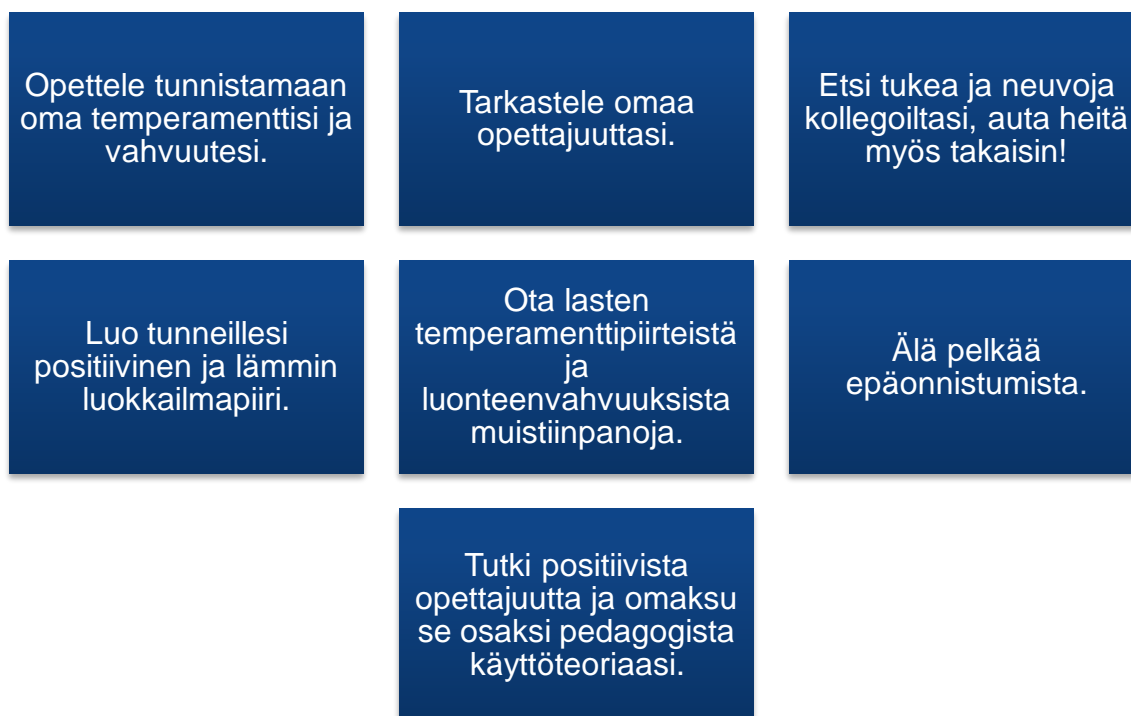 Opettele tunnistamaan
oma temperamenttisi ja
vahvuutesi.
Tarkastele omaa
opettajuuttasi.
Etsi tukea ja neuvoja
kollegoiltasi, auta heitä
myös takaisin!
Luo tunneillesi
positiivinen ja lämmin
luokkailmapiiri.
Ota lasten
temperamenttipiirteistä
ja
luonteenvahvuuksista
muistiinpanoja.
Älä pelkää
epäonnistumista.
Tutki positiivista
opettajuutta ja omaksu
se osaksi pedagogista
käyttöteoriaasi.